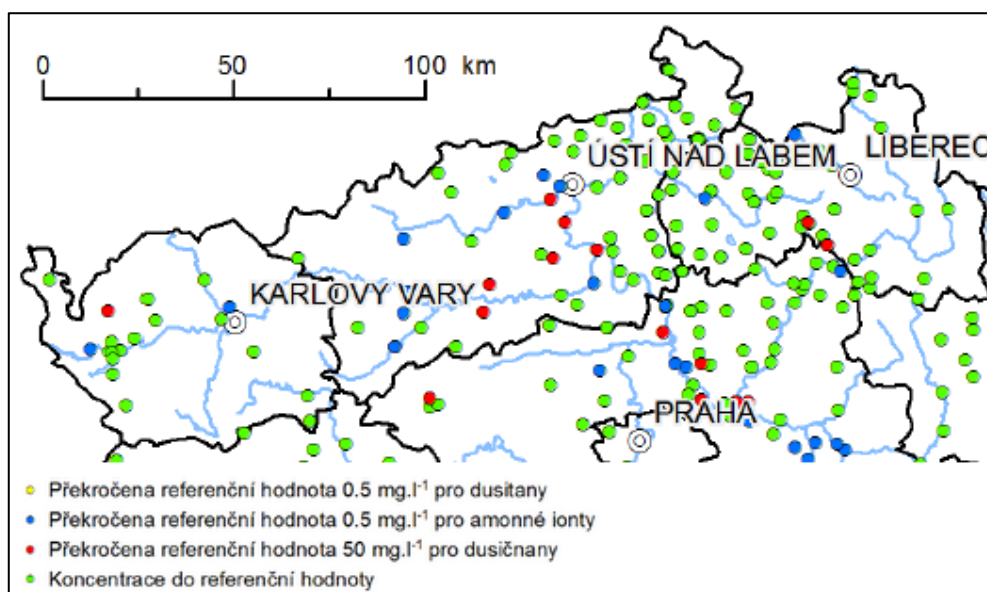 0 50 100 km
ÚSTÍ NAD LABEM
LIBEREC
KARLOVÝ VARY
PRAHA
Překročena referenční hodnota 0.5 mg.l⁻¹ pro dusitany
Překročena referenční hodnota 0.5 mg.l⁻¹ pro amonné ionty
Překročena referenční hodnota 50 mg.l⁻¹ pro dusičnany
Koncentrace do referenční hodnoty